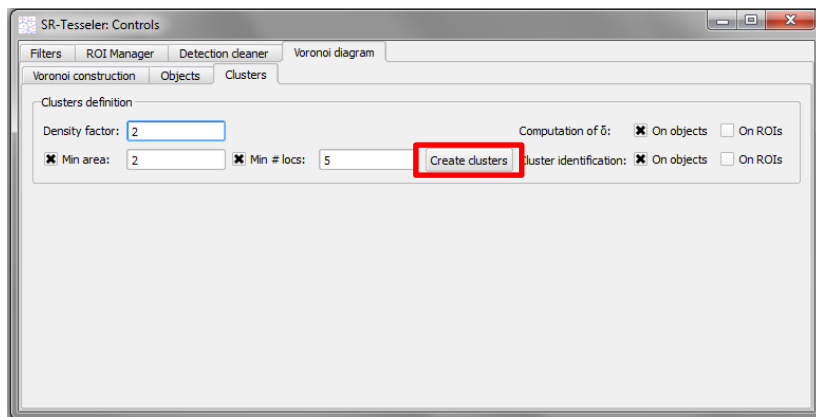 SR-Tesseler: Controls
Filters ROI Manager Detection cleaner Voronoi diagram
Voronoi construction Objects Clusters
Clusters definition
Density factor: 2 Computation of δ: On objects On ROIs
Min area: 2 Min # locs: 5 Create clusters Cluster identification: On objects On ROIs